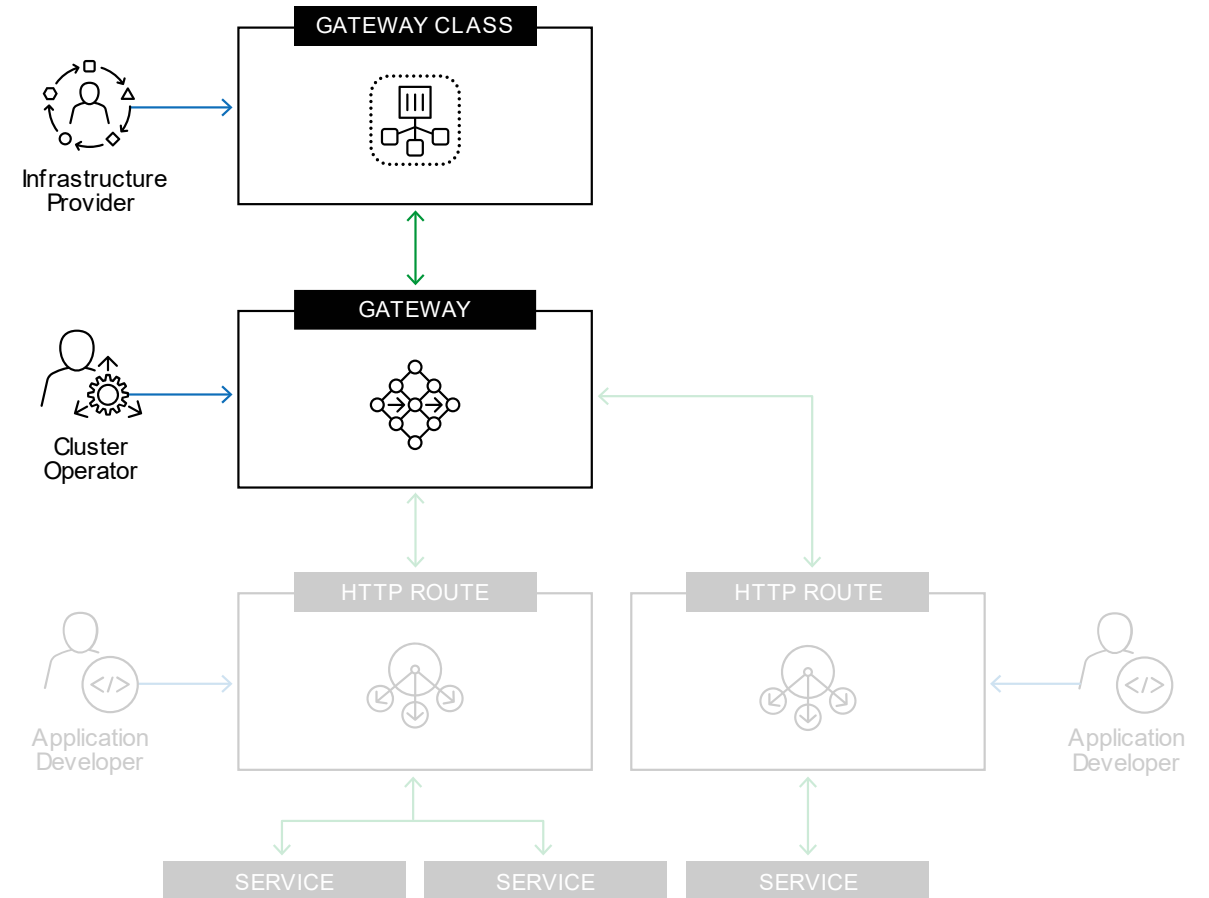 GATEWAY CLASS
Infrastructure
Provider
GATEWAY
Cluster
Operator
HTTP ROUTE
HTTP ROUTE
</>
</>
Application
Developer
Application
Developer
SERVICE
SERVICE
SERVICE